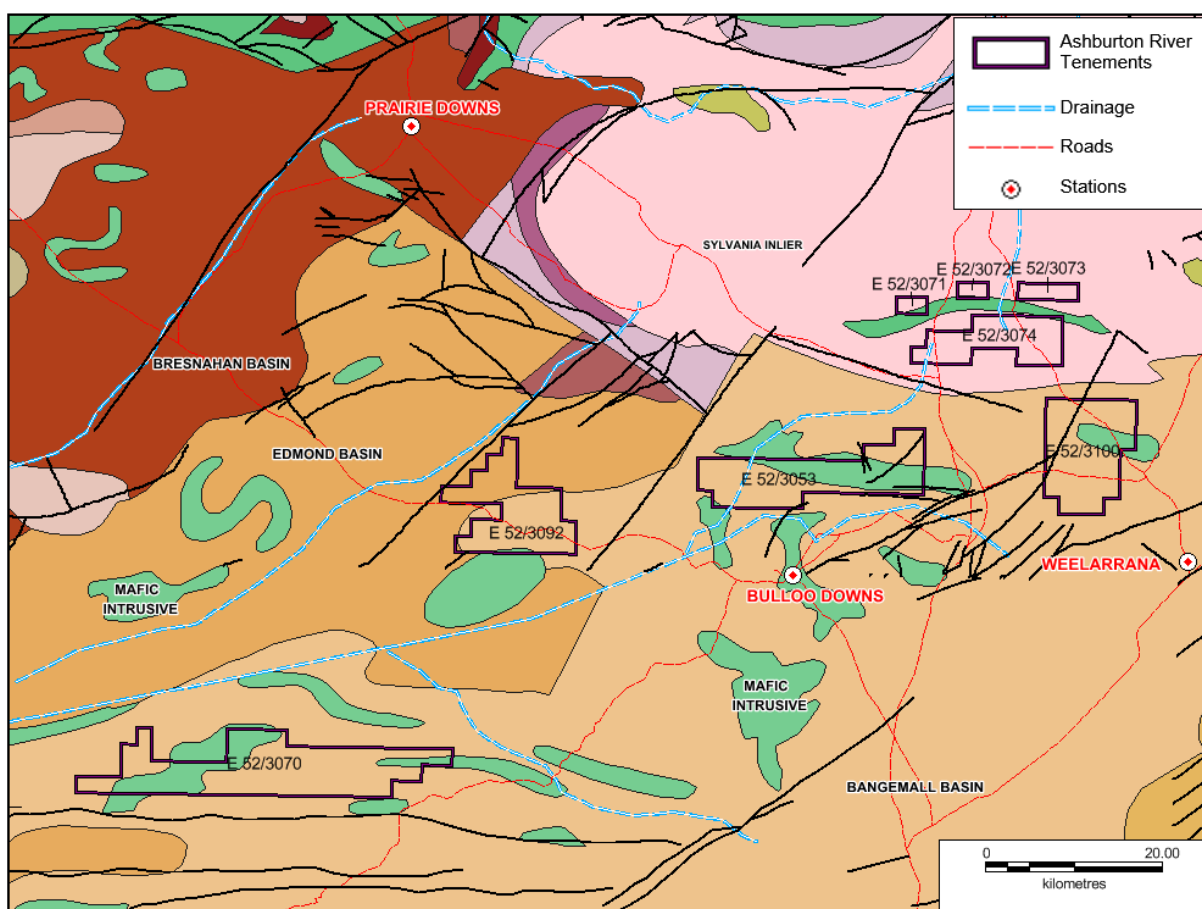 Ashburton River
Tenements
Drainage
Roads
Stations
PRAIRIE DOWNS
SYLVANIA INLIER
E 52/3071
E 52/3072
E 52/3073
E 52/3074
BRESNAHAN BASIN
EDMOND BASIN
E 52/3053
E 52/3100
E 52/3092
WEELARRANA
MAFIC
INTRUSIVE
BULLOO DOWNS
MAFIC
INTRUSIVE
E 52/3070
BANGEMALL BASIN
0
20.00
kilometres